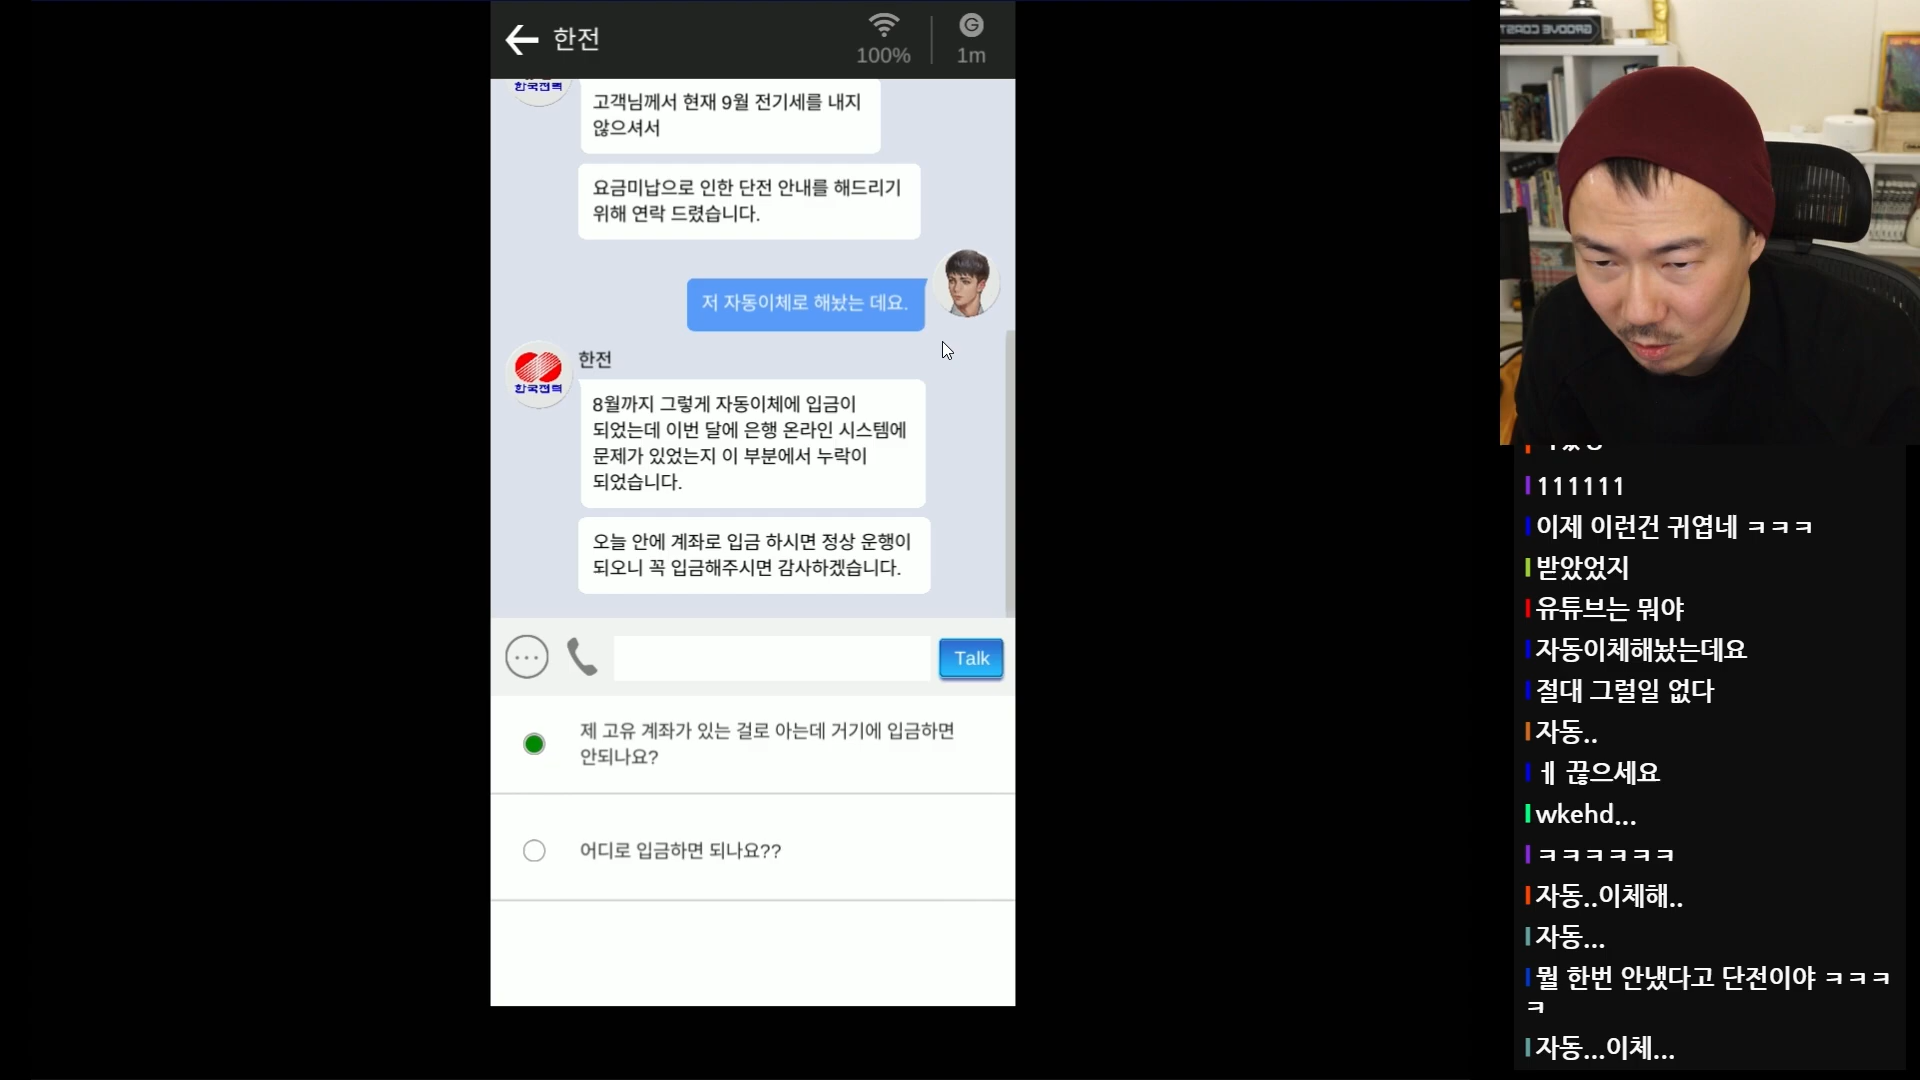 한전
100%
1m
한국전력
고객님께서 현재 9월 전기세를 내지
않으셔서
요금미납으로 인한 단전 안내를 해드리기
위해 연락 드렸습니다.
저 자동이체로 해놨는 데요.
한전
한국전력
8월까지 그렇게 자동이체에 입금이
되었는데 이번 달에 은행 온라인 시스템에
문제가 있었는지 이 부분에서 누락이
되었습니다.
오늘 안에 계좌로 입금 하시면 정상 운행이
되오니 꼭 입금해주시면 감사하겠습니다.
Talk
제 고유 계좌가 있는 걸로 아는데 거기에 입금하면
안되나요?
어디로 입금하면 되나요??
GROOVE COASTER
111111
이제 이런건 귀엽네 ㅋㅋㅋ
받았었지
유튜브는 뭐야
자동이체해놨는데요
절대 그럴일 없다
자동..
ㅔ 끊으세요
wkehd...
ㅋㅋㅋㅋㅋㅋ
자동..이체해..
자동...
뭘 한번 안냈다고 단전이야 ㅋㅋㅋ
ㅋ
자동...이체...